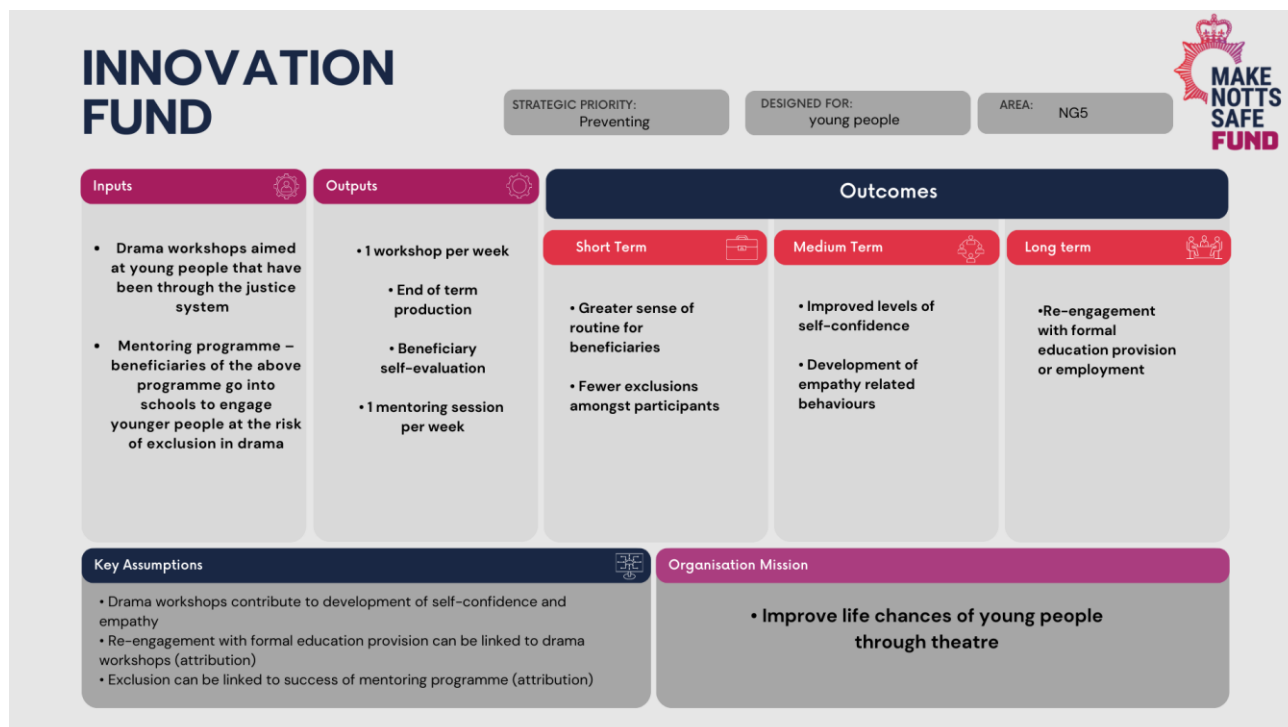 INNOVATION
FUND
STRATEGIC PRIORITY:
Preventing
DESIGNED FOR:
young people
AREA:
NG5
MAKE
NOTTS
SAFE
FUND
Inputs
• Drama workshops aimed
at young people that have
been through the justice
system
• Mentoring programme –
beneficiaries of the above
programme go into
schools to engage
younger people at the risk
of exclusion in drama
Outputs
• 1 workshop per week
• End of term
production
• Beneficiary
self-evaluation
• 1 mentoring session
per week
Outcomes
Short Term
• Greater sense of
routine for
beneficiaries
• Fewer exclusions
amongst participants
Medium Term
• Improved levels of
self-confidence
• Development of
empathy related
behaviours
Long term
•Re-engagement
with formal
education provision
or employment
Key Assumptions
• Drama workshops contribute to development of self-confidence and
empathy
• Re-engagement with formal education provision can be linked to drama
workshops (attribution)
• Exclusion can be linked to success of mentoring programme (attribution)
Organisation Mission
• Improve life chances of young people
through theatre